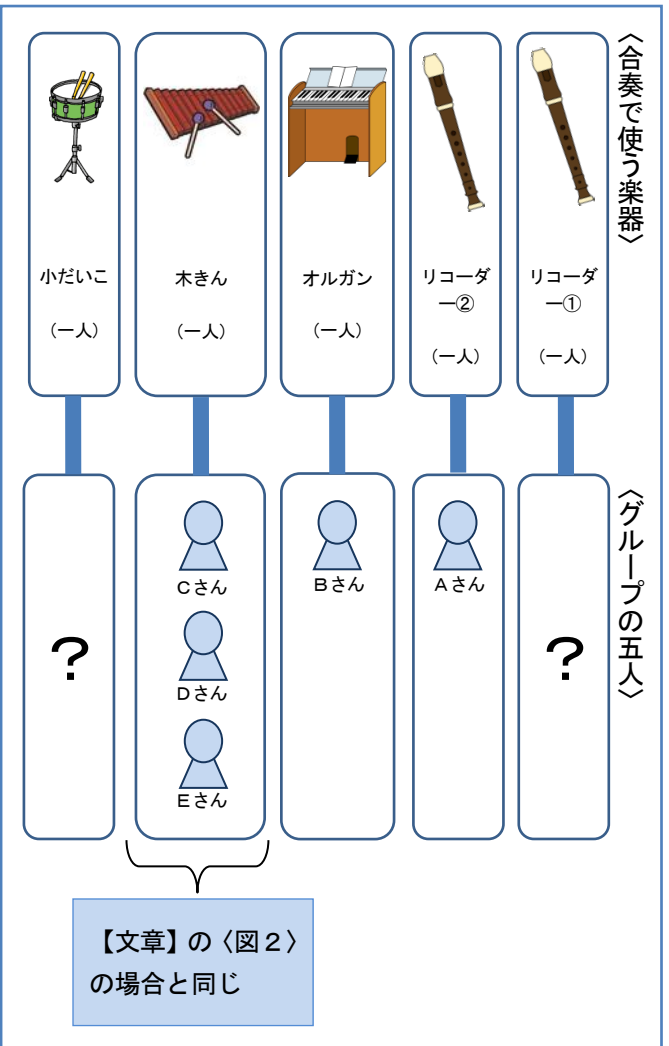 〈合奏で使う楽器〉
リコーダ
ー①
（一人）
リコーダ
ー②
（一人）
オルガン
（一人）
木きん
（一人）
小だいこ
（一人）
〈グループの五人〉
？
Ａさん
Ｂさん
Ｃさん
Ｄさん
Ｅさん
？
【文章】の〈図２〉
の場合と同じ